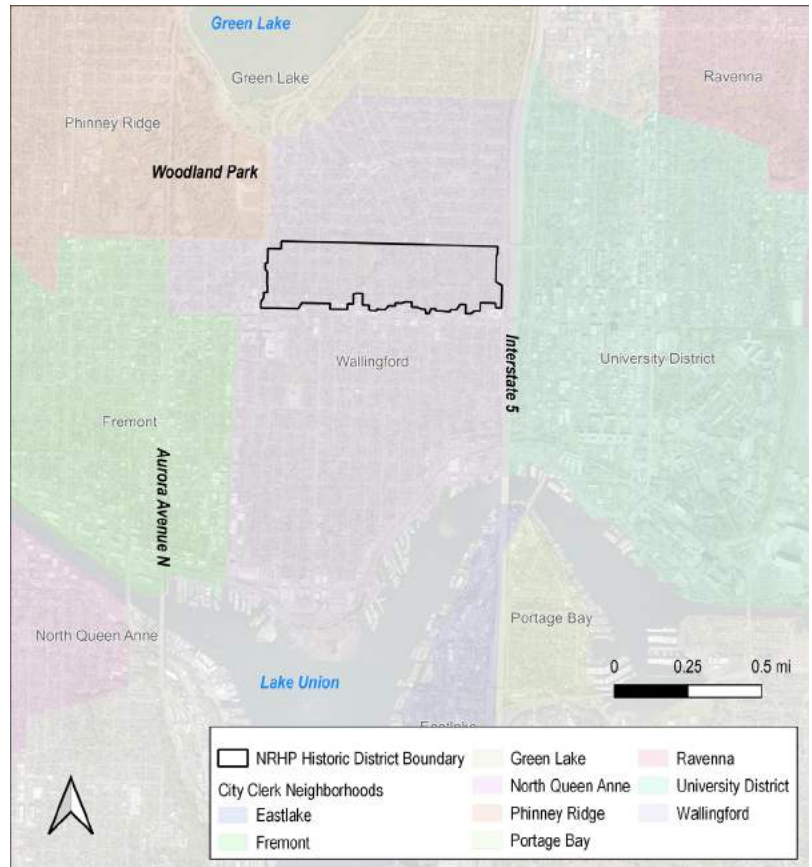 Green Lake
Green Lake
Ravenna
Phinney Ridge
Woodland Park
Interstate 5
Wallingford
University District
Fremont
Aurora Avenue N
Portage Bay
North Queen Anne
0 0.25 0.5 mi
Lake Union
Eastlake
NRHP Historic District Boundary
City Clerk Neighborhoods
Eastlake
Fremont
Green Lake
North Queen Anne
Phinney Ridge
Portage Bay
Ravenna
University District
Wallingford